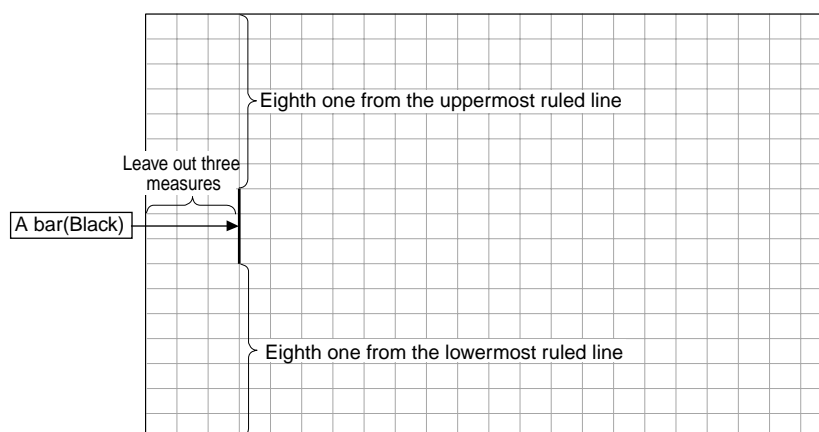 Eighth one from the uppermost ruled line
Leave out three
measures
A bar(Black)
Eighth one from the lowermost ruled line